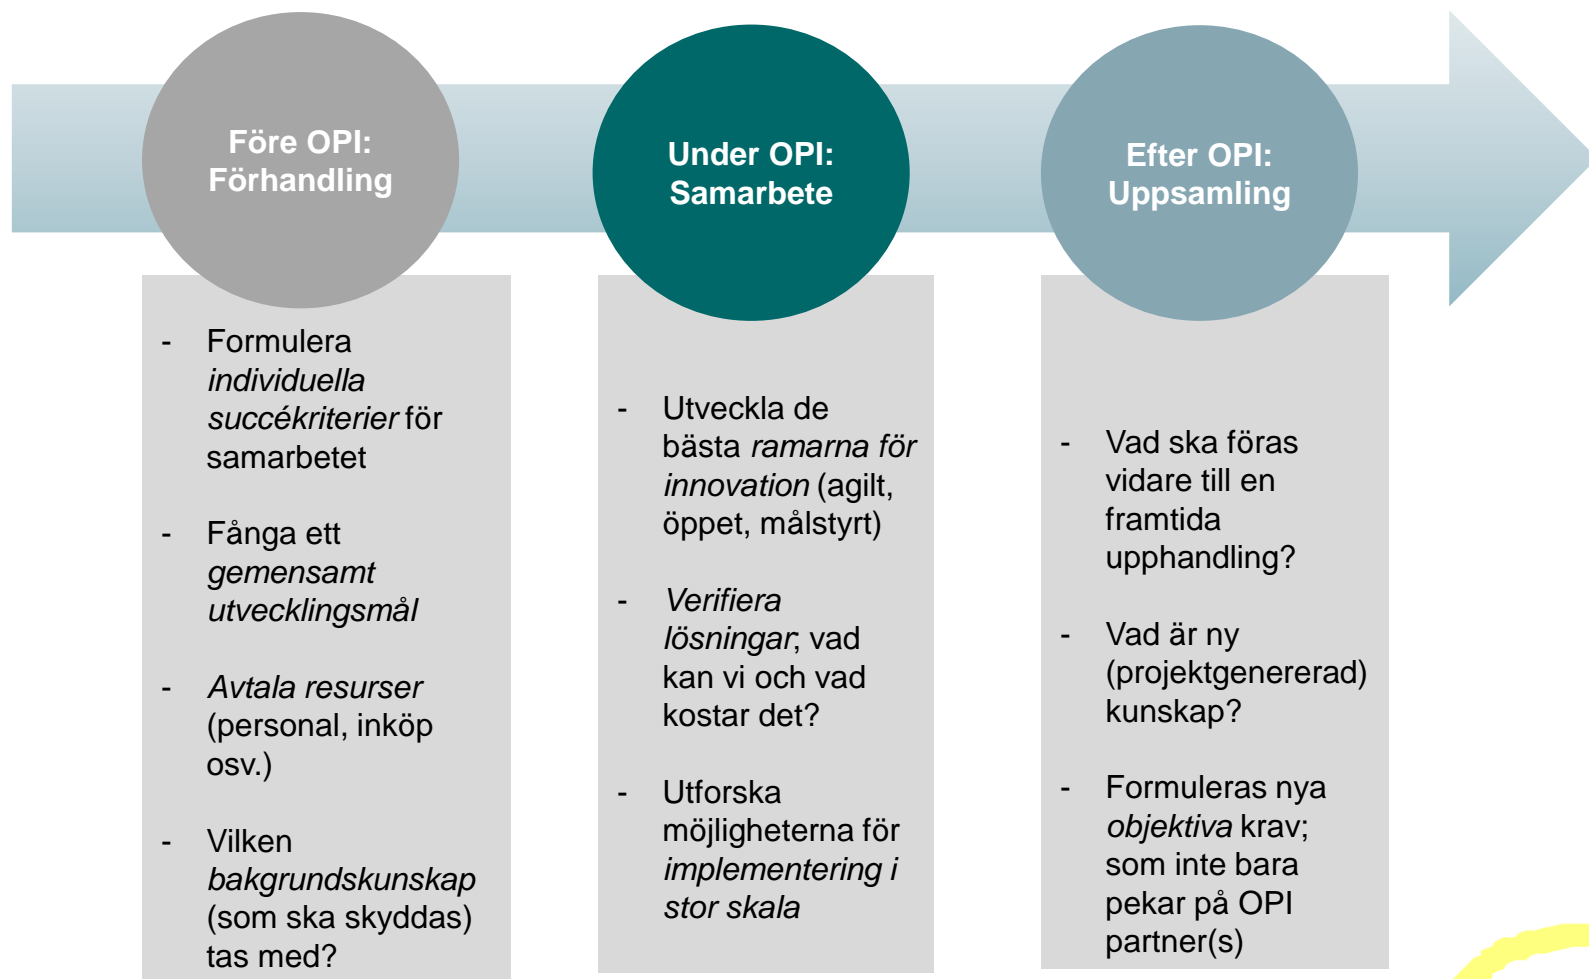 Före OPI:
Förhandling
Under OPI:
Samarbete
Efter OPI:
Uppsamling
- Formulera
individuella
succékriterier för
samarbetet
- Fånga ett
gemensamt
utvecklingsmål
- Avtala resurser
(personal, inköp
osv.)
- Vilken
bakgrundskunskap
(som ska skyddas)
tas med?
- Utveckla de
bästa ramarna för
innovation (agilt,
öppet, målstyrt)
- Verifiera
lösningar; vad
kan vi och vad
kostar det?
- Utforska
möjligheterna för
implementering i
stor skala
- Vad ska föras
vidare till en
framtida
upphandling?
- Vad är ny
(projektgenererad)
kunskap?
- Formuleras nya
objektiva krav;
som inte bara
pekar på OPI
partner(s)